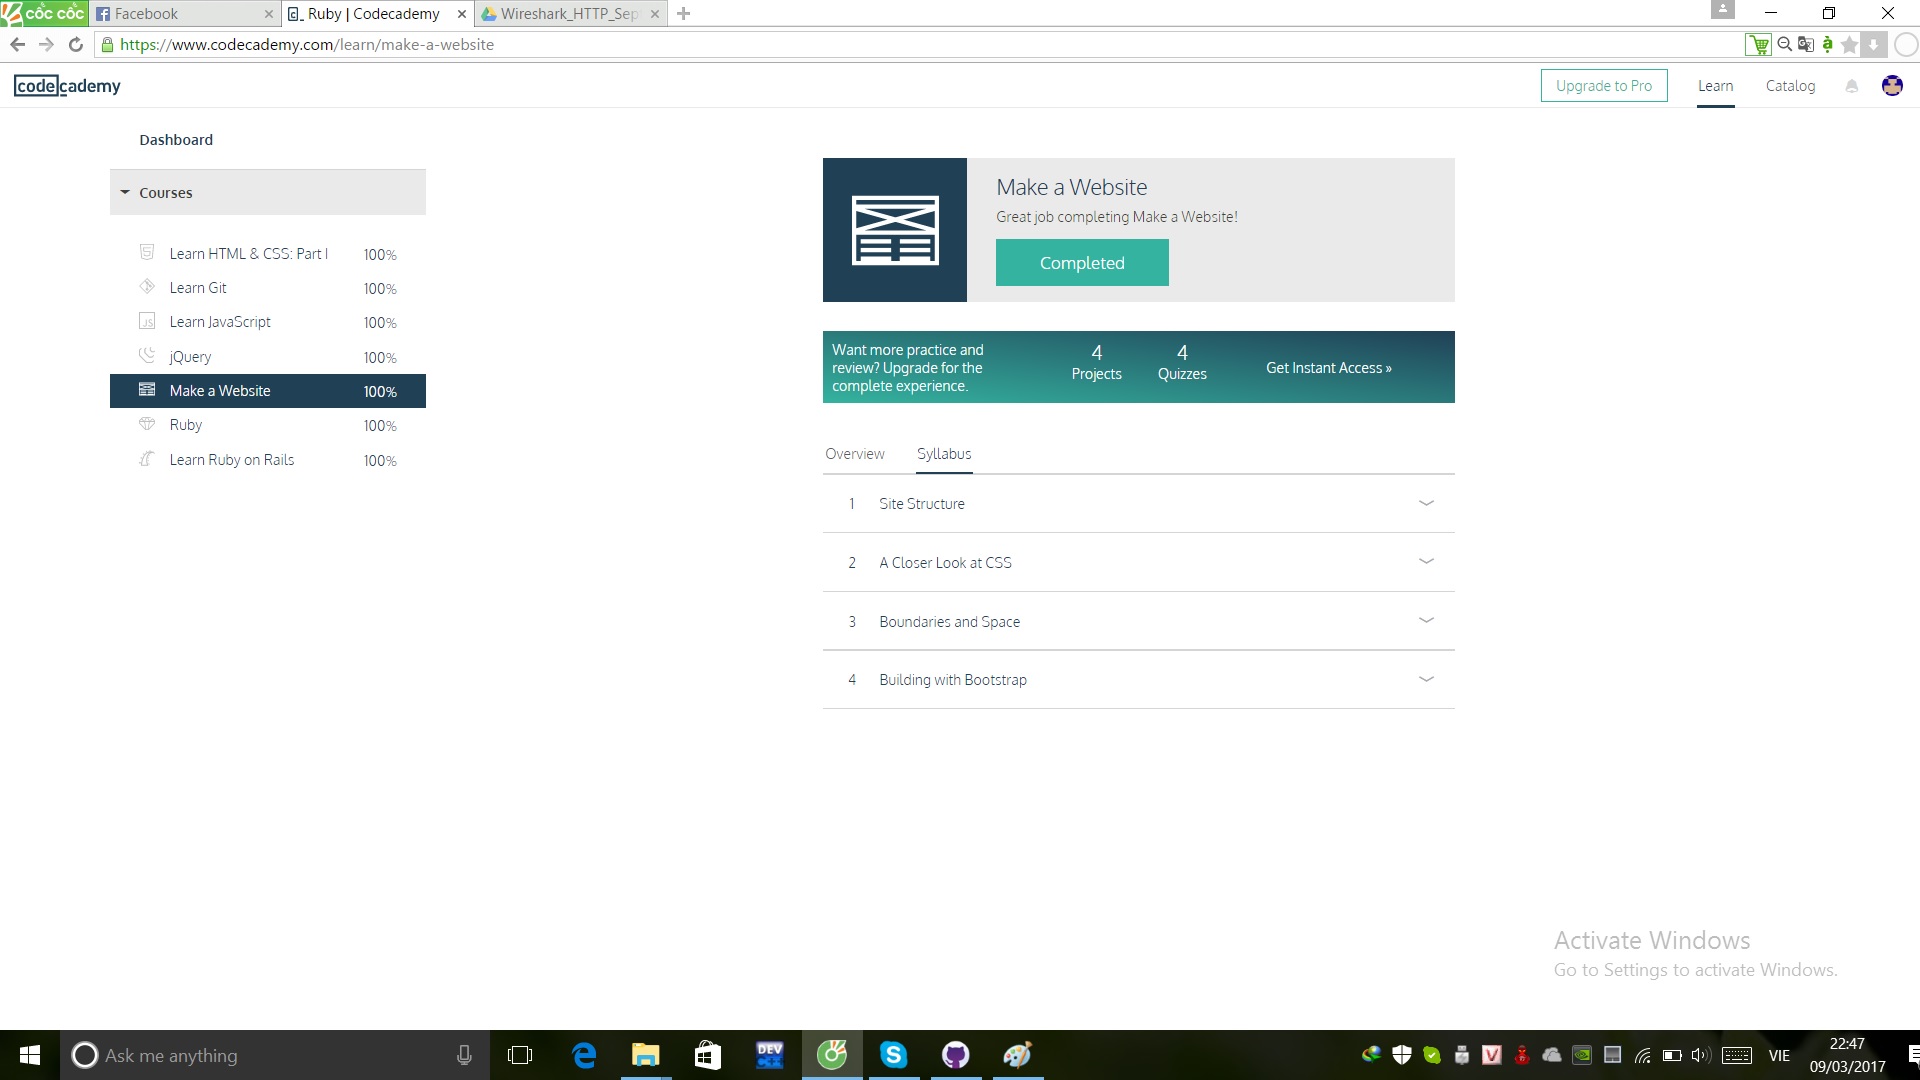 cốc cốc
Facebook
Ruby | Codecademy
Wireshark_HTTP_Sep
https://www.codecademy.com/learn/make-a-website
codecademy
Upgrade to Pro
Learn
Catalog
Dashboard
Courses
Learn HTML & CSS: Part I 100%
Learn Git 100%
Learn JavaScript 100%
jQuery 100%
Make a Website 100%
Ruby 100%
Learn Ruby on Rails 100%
Make a Website
Great job completing Make a Website!
Completed
Want more practice and
review? Upgrade for the
complete experience.
4
Projects
4
Quizzes
Get Instant Access »
Overview
Syllabus
1 Site Structure
2 A Closer Look at CSS
3 Boundaries and Space
4 Building with Bootstrap
Activate Windows
Go to Settings to activate Windows.
Ask me anything
DEV
VIE
22:47
09/03/2017